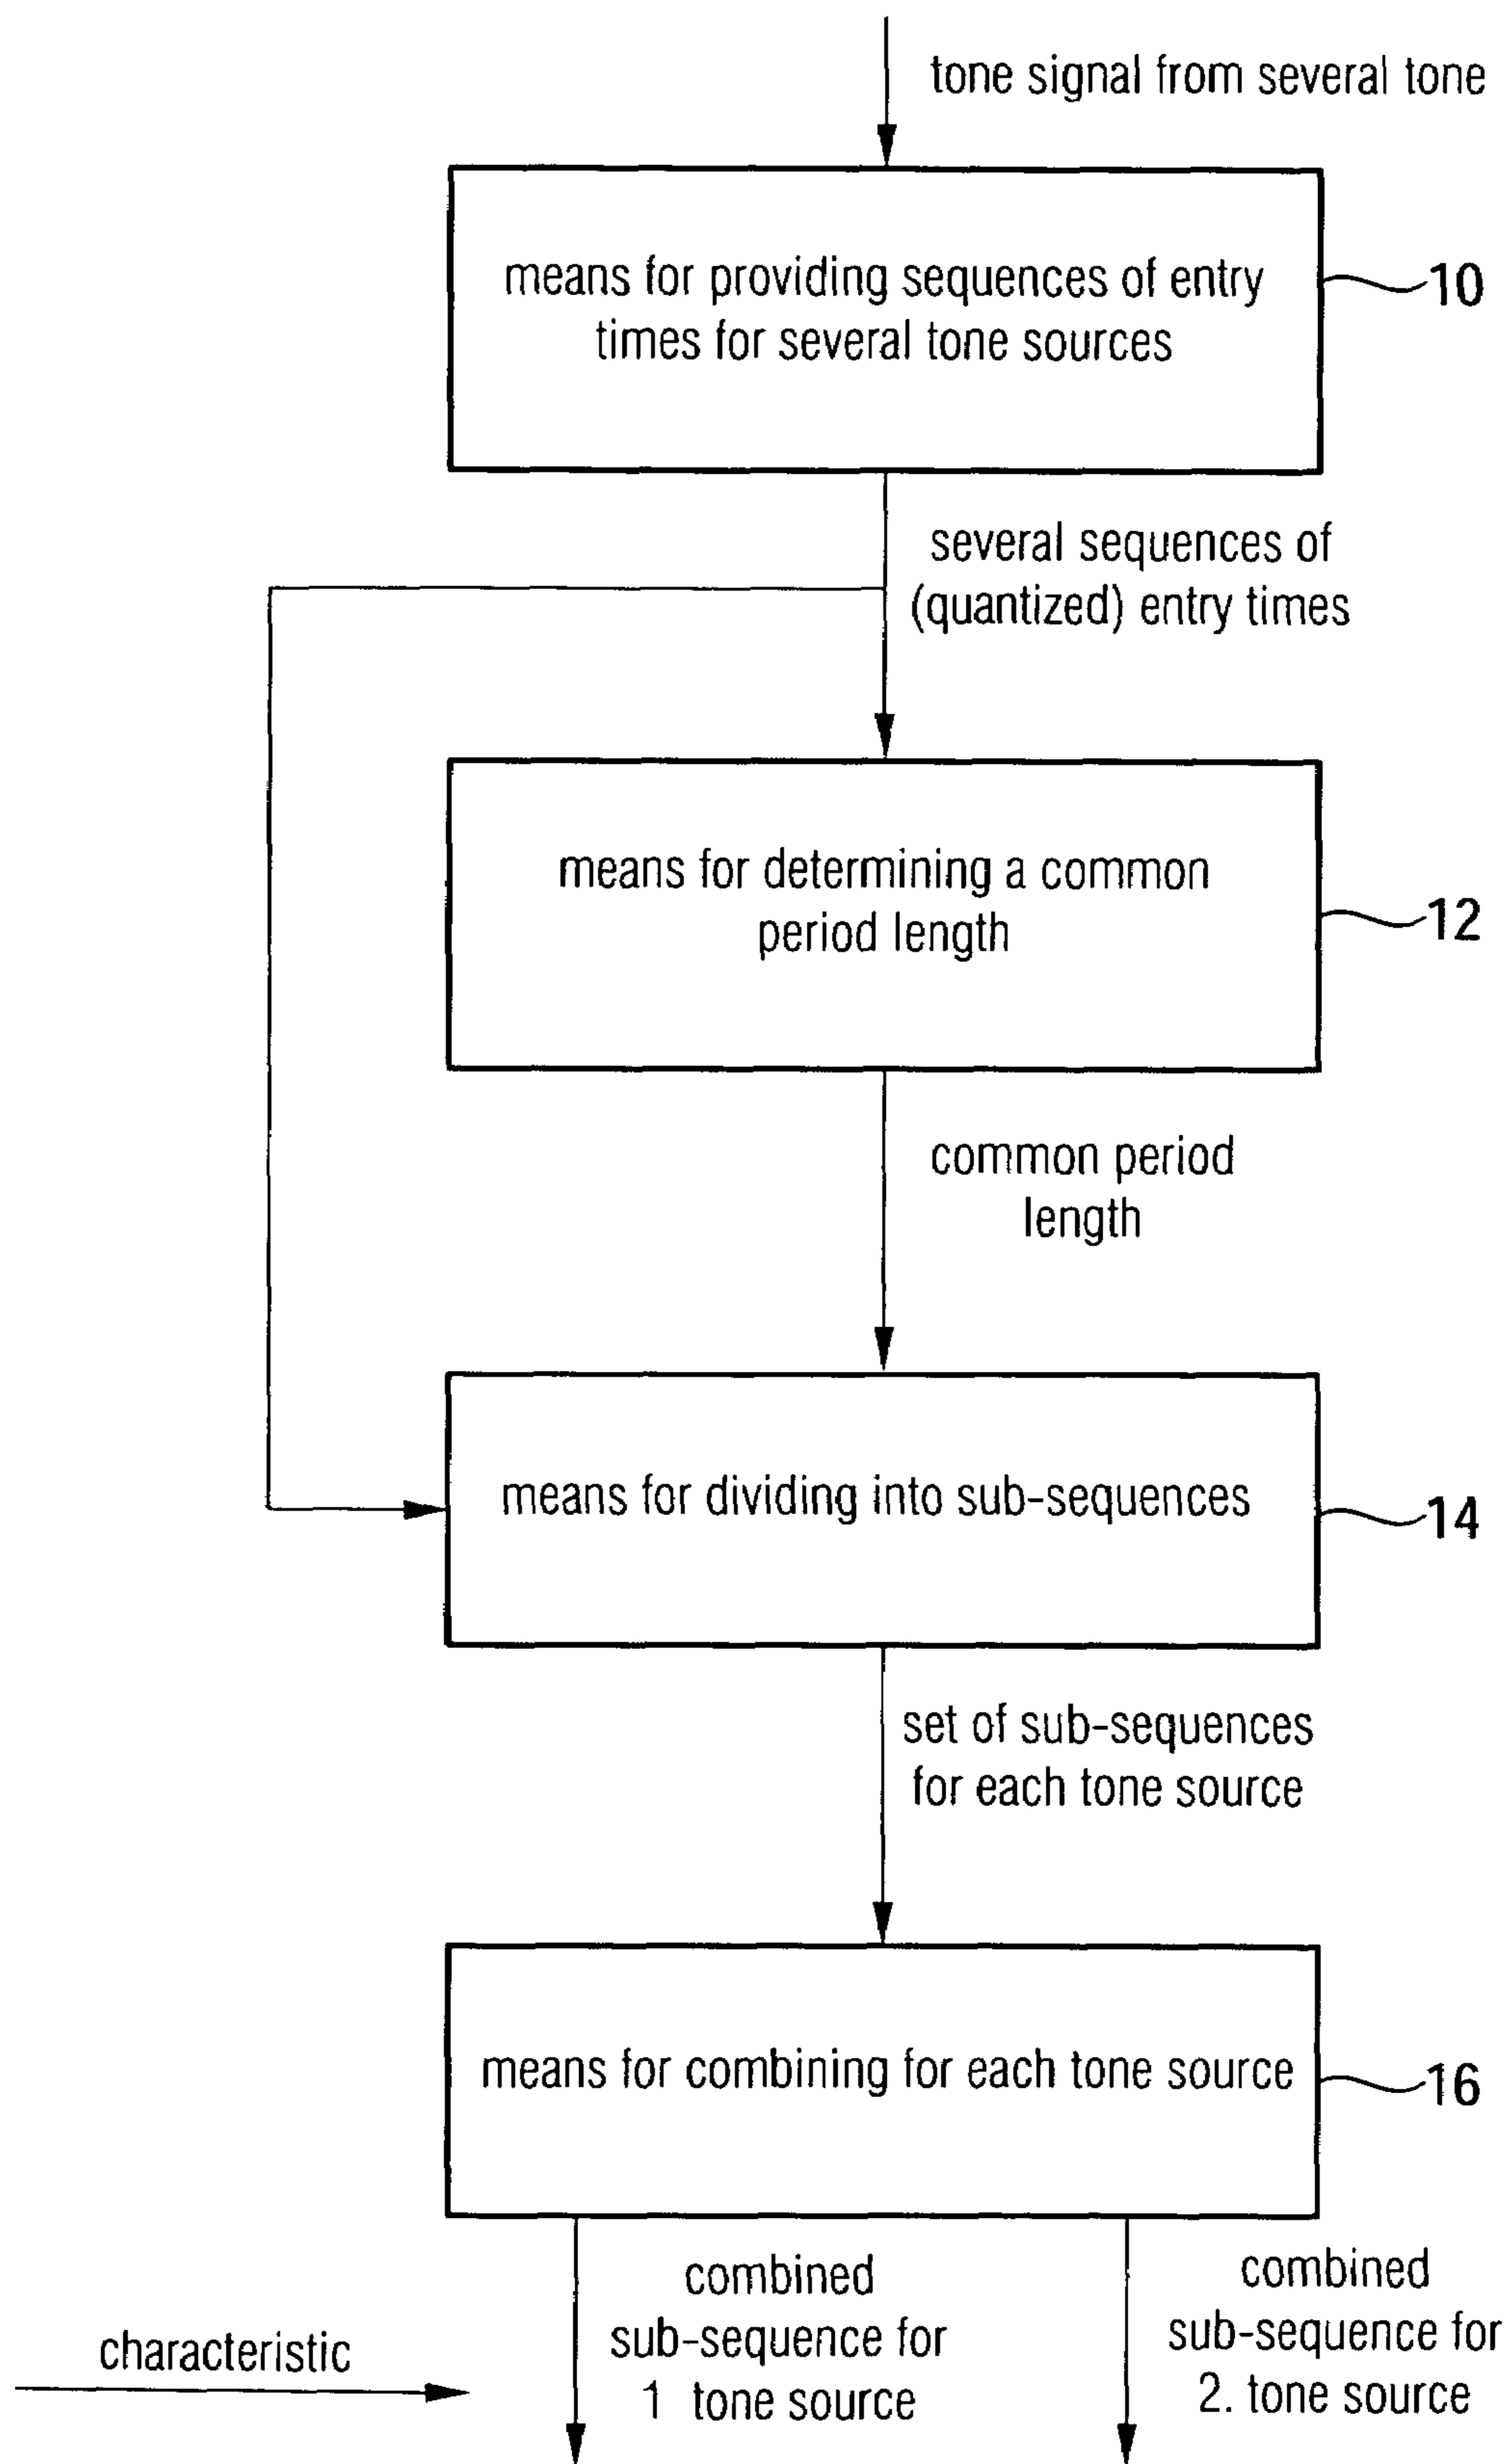 tone signal from several tone
means for providing sequences of entry
times for several tone sources
10
several sequences of
(quantized) entry times
means for determining a common
period length
12
common period
length
means for dividing into sub-sequences
14
set of sub-sequences
for each tone source
means for combining for each tone source
16
characteristic
combined
sub-sequence for
1 tone source
combined
sub-sequence for
2. tone source